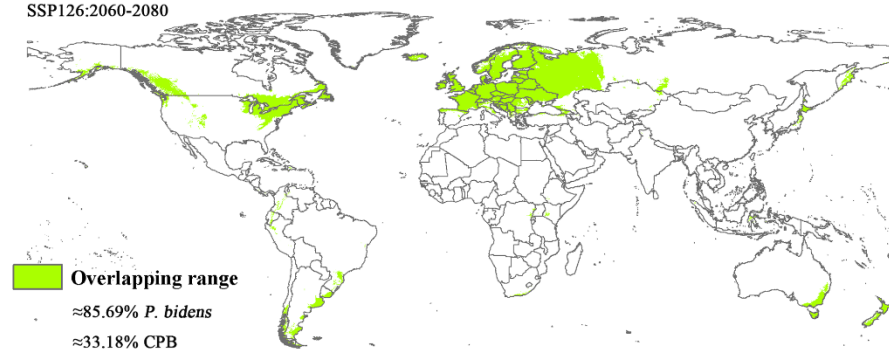 SSP126:2060-2080
Overlapping range
≈85.69% P. bidens
≈33.18% CPB